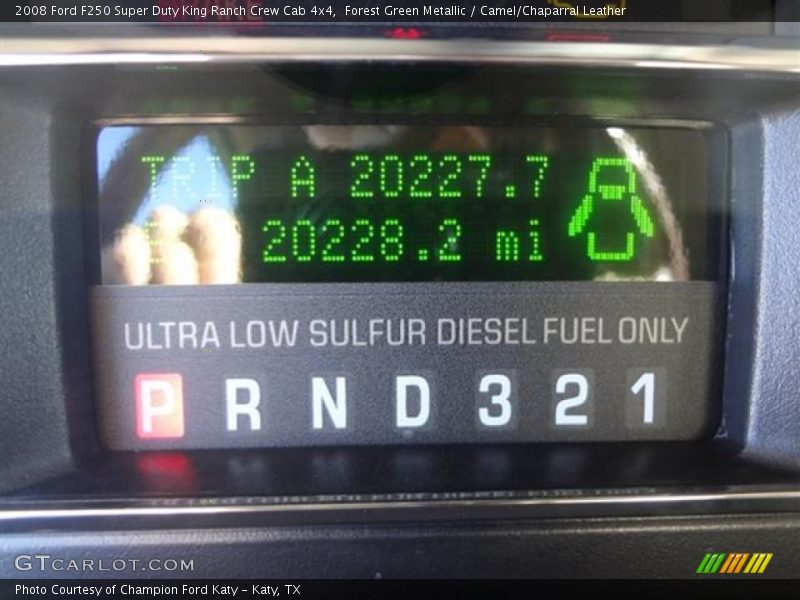 2008 Ford F250 Super Duty King Ranch Crew Cab 4x4, Forest Green Metallic / Camel/Chaparral Leather
TRIP A 20227.7
20228.2 mi
ULTRA LOW SULFUR DIESEL FUEL ONLY
P R N D 3 2 1
GTCARLOT.COM
Photo Courtesy of Champion Ford Katy - Katy, TX